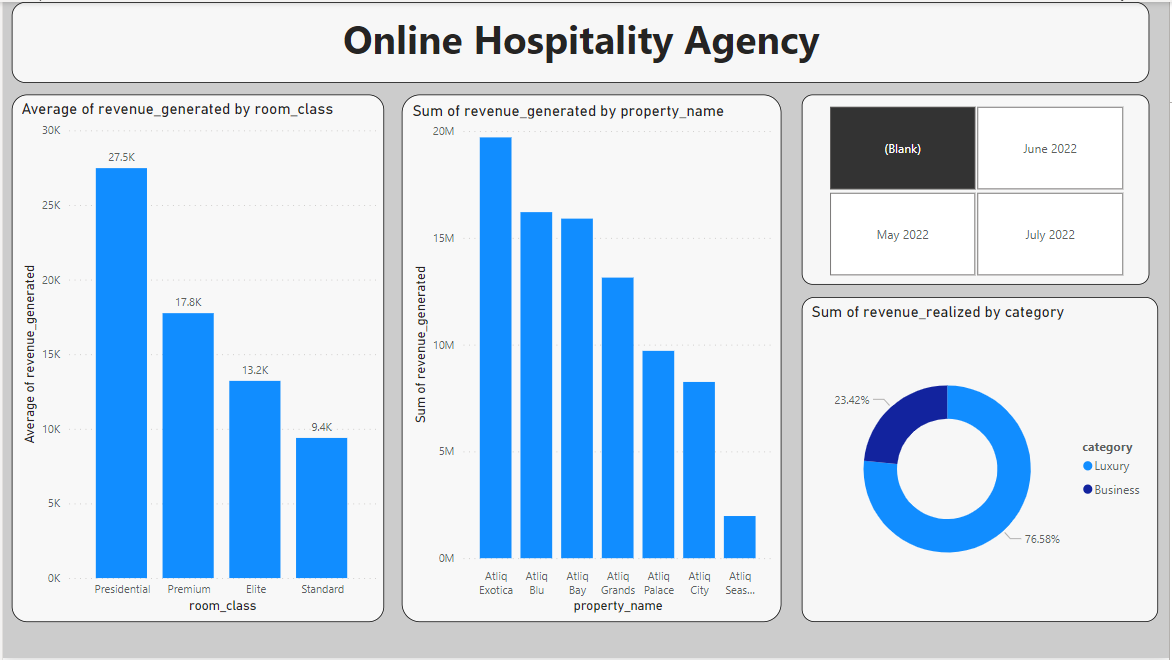 Online Hospitality Agency
Average of revenue_generated by room_class
30K
25K
20K
15K
10K
5K
0K
Average of revenue_generated
27.5K
17.8K
13.2K
9.4K
Presidential
Premium
Elite
Standard
room_class
Sum of revenue_generated by property_name
20M
15M
10M
5M
0M
Sum of revenue_generated
Atliq Exotica
Atliq Blu
Atliq Bay
Atliq Grands
Atliq Palace
Atliq City
Atliq Seas...
property_name
(Blank)
June 2022
May 2022
July 2022
Sum of revenue_realized by category
23.42%
76.58%
category
Luxury
Business